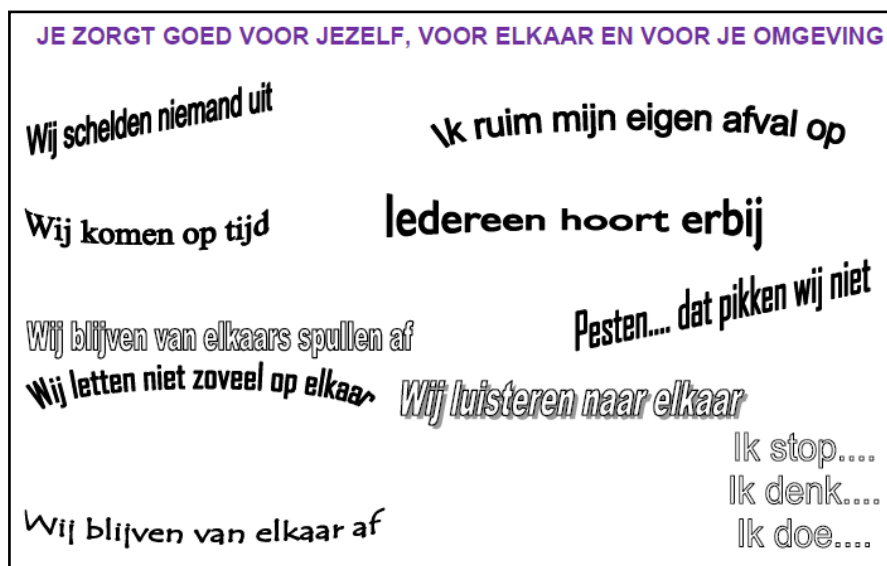 JE ZORGT GOED VOOR JEZELF, VOOR ELKAAR EN VOOR JE OMGEVING
Wij schelden niemand uit
Ik ruim mijn eigen afval op
Wij komen op tijd
Iedereen hoort erbij
Pesten.... dat pikken wij niet
Wij blijven van elkaars spullen af
Wij letten niet zoveel op elkaar
Wij luisteren naar elkaar
Ik stop....
Ik denk....
Ik doe....
Wij blijven van elkaar af